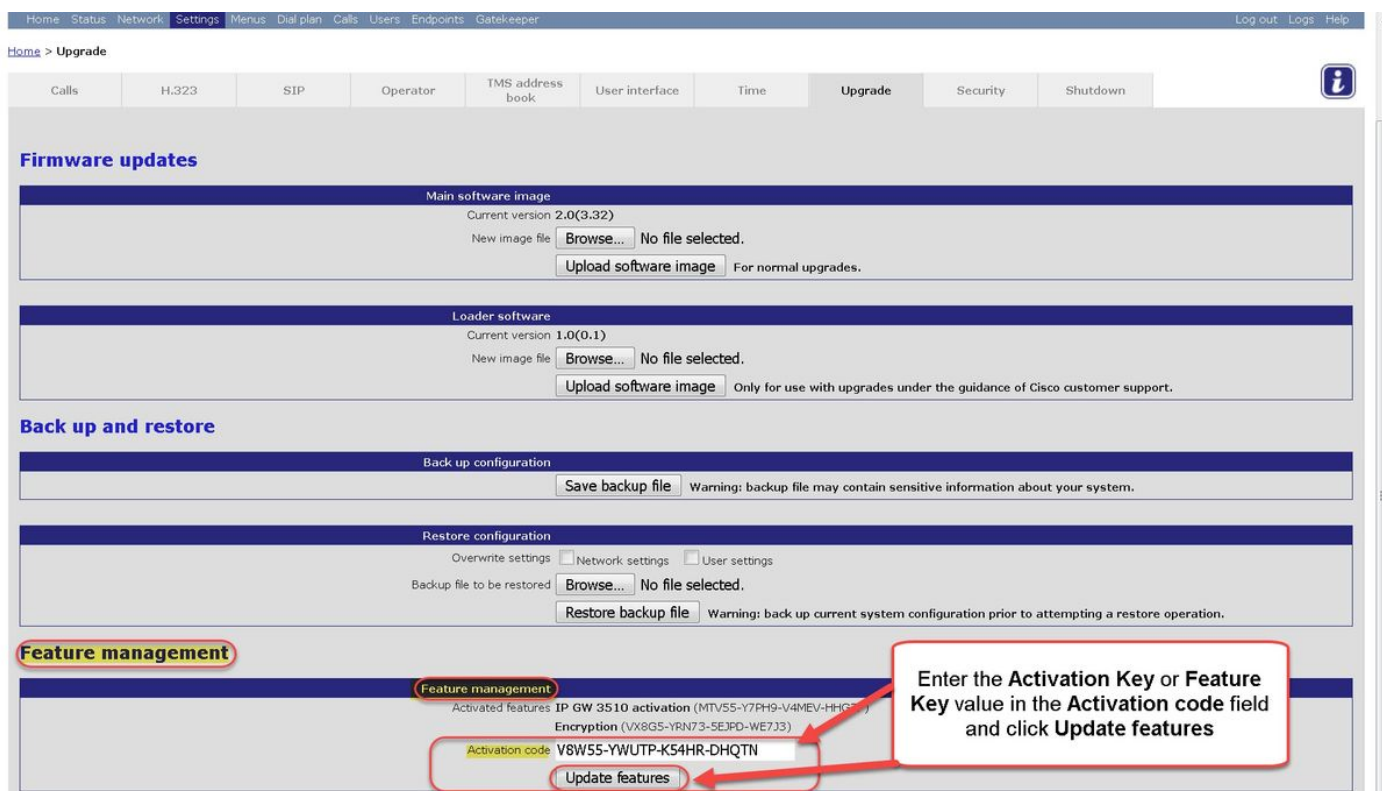 Home Status Network Settings Menus Dial plan Calls Users Endpoints Gatekeeper Log out Logs Help
Home > Upgrade
Calls H.323 SIP Operator TMS address book User interface Time Upgrade Security Shutdown
Firmware updates
Main software image
Current version 2.0(3.32)
New image file Browse... No file selected.
Upload software image For normal upgrades.
Loader software
Current version 1.0(0.1)
New image file Browse... No file selected.
Upload software image Only for use with upgrades under the guidance of Cisco customer support.
Back up and restore
Back up configuration
Save backup file Warning: backup file may contain sensitive information about your system.
Restore configuration
Overwrite settings Network settings User settings
Backup file to be restored Browse... No file selected.
Restore backup file Warning: back up current system configuration prior to attempting a restore operation.
Feature management
Feature management
Activated features IP GW 3510 activation
Encryption (VX8G5-YRN73-5EJPD-WE7J3)
Activation code V8W55-YWUTP-K54HR-DHQTN
Update features
Enter the Activation Key or Feature
Key value in the Activation code field
and click Update features